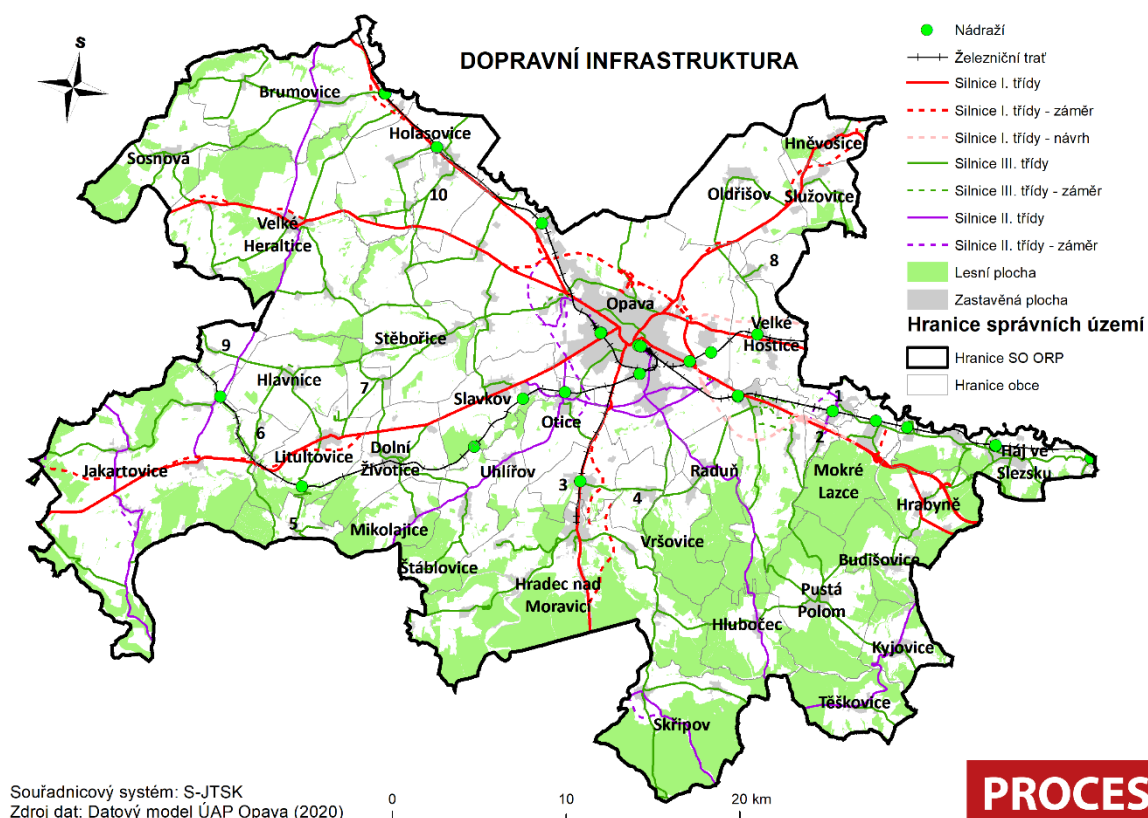 DOPRAVNÍ INFRASTRUKTURA
S
Nádraží
Železniční trať
Silnice I. třídy
Silnice I. třídy - záměr
Silnice I. třídy - návrh
Silnice III. třídy
Silnice III. třídy - záměr
Silnice II. třídy
Silnice II. třídy - záměr
Lesní plocha
Zastavěná plocha
Hranice správních území
Hranice SO ORP
Hranice obce
Brumovice
Holasovice
Sosnová
10
Velké
Heraltice
Hněvošice
Oldřišov
Služovice
8
Opava
Velké
Hoštice
Stěbořice
9
Hlavnice
7
Slavkov
Otice
1
2
6
Jakartovice
Litultovice
Dolní
Životice
Uhlířov
3
4
Raduň
Mokré
Lazce
Háj ve
Slezsku
Hrabyně
5
Mikolajice
Štáblovice
Vršovice
Budišovice
Hradec nad
Moravicí
Pustá
Polom
Hlubočec
Kyjovice
Těškovice
Skřipov
Souřadnicový systém: S-JTSK
Zdroj dat: Datový model ÚAP Opava (2020)
0 10 20 km
PROCES